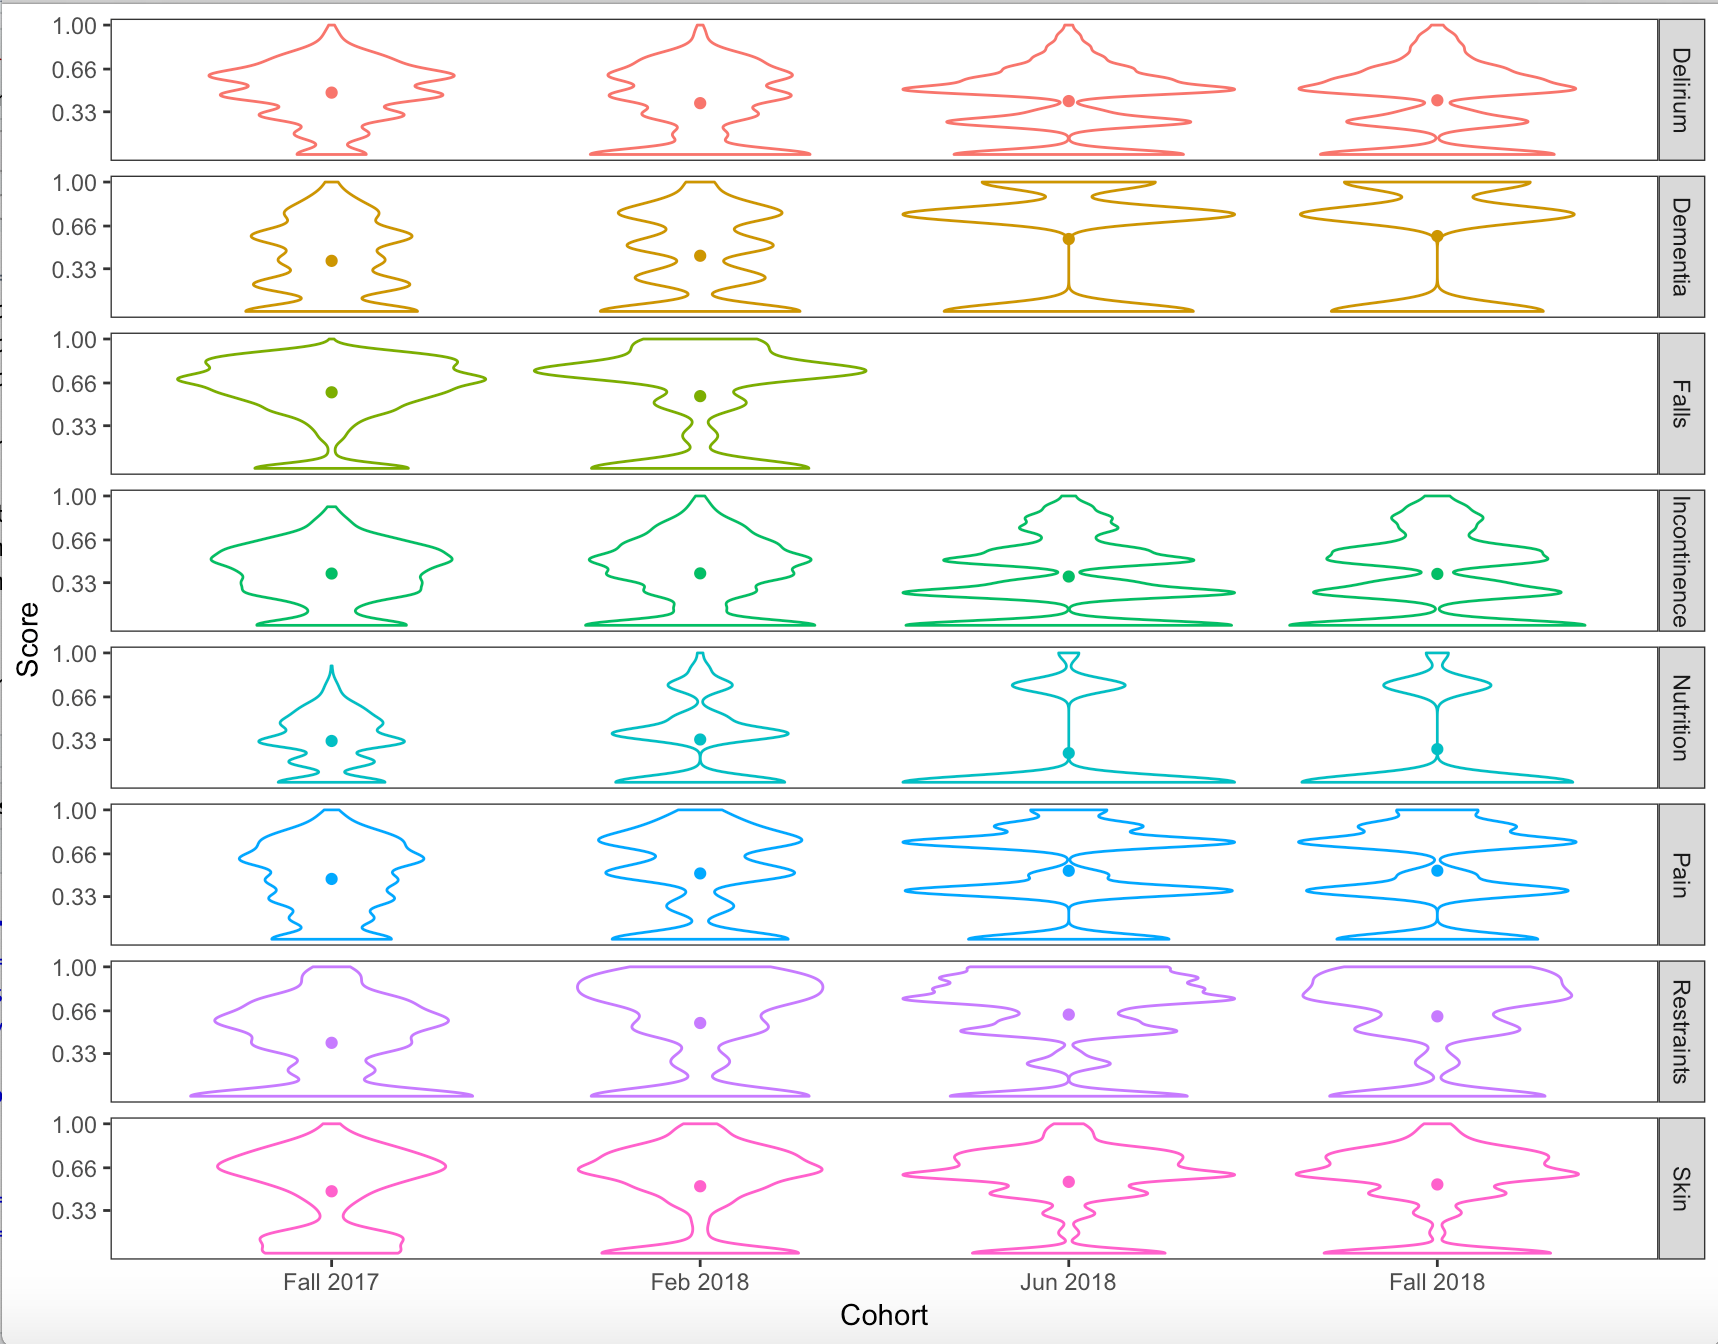 1.00
0.66
0.33
Delirium
1.00
0.66
0.33
Dementia
1.00
0.66
0.33
Falls
1.00
0.66
0.33
Incontinence
1.00
0.66
0.33
Nutrition
1.00
0.66
0.33
Pain
1.00
0.66
0.33
Restraints
1.00
0.66
0.33
Skin
Score
Fall 2017
Feb 2018
Jun 2018
Fall 2018
Cohort